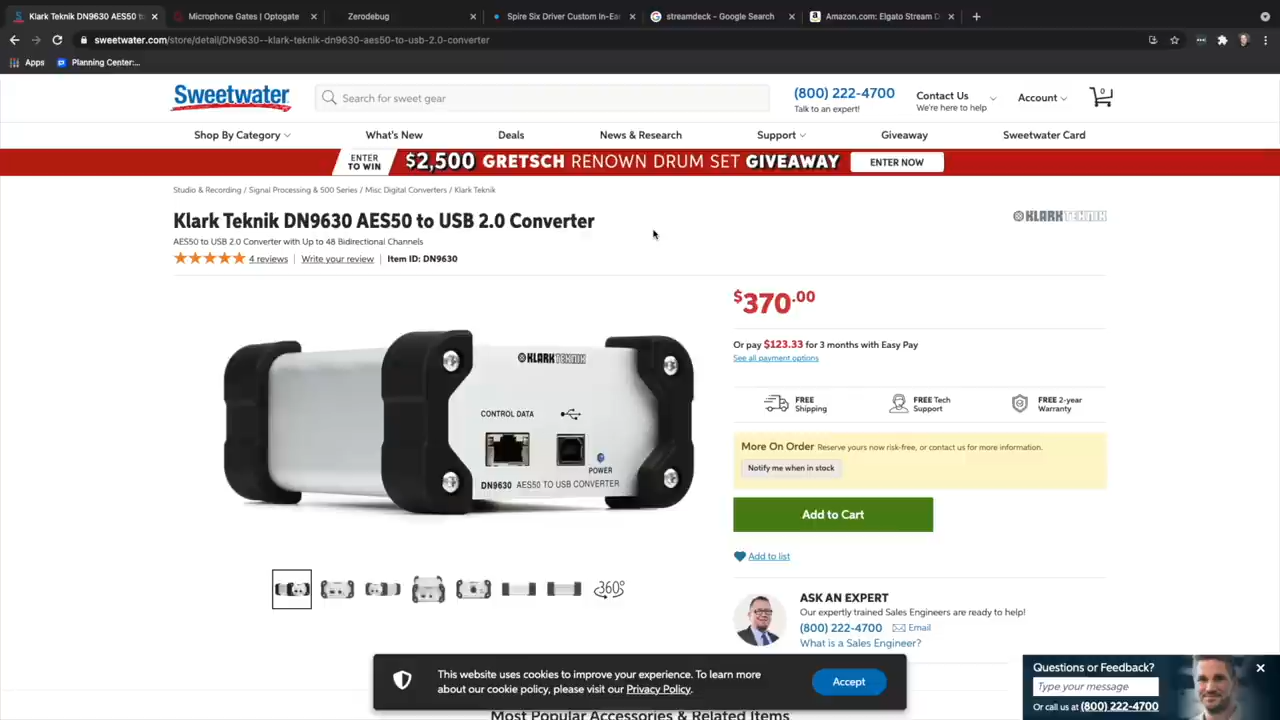 Klark Teknik DN9630 AES50 to
Microphone Gates | Optogate
Zerodebug
Spire Six Driver Custom In-Ear
streamdeck - Google Search
Amazon.com: Elgato Stream D
sweetwater.com/store/detail/DN9630--klark-teknik-dn9630-aes50-to-usb-2.0-converter
Apps
Planning Center:...
Sweetwater
Search for sweet gear
(800) 222-4700
Talk to an expert!
Contact Us
We're here to help
Account
0
Shop By Category
What's New
Deals
News & Research
Support
Giveaway
Sweetwater Card
ENTER
TO WIN
$2,500 GRETSCH RENOWN DRUM SET GIVEAWAY
ENTER NOW
Studio & Recording / Signal Processing & 500 Series / Misc Digital Converters / Klark Teknik
Klark Teknik DN9630 AES50 to USB 2.0 Converter
KLARK TEKNIK
AES50 to USB 2.0 Converter with Up to 48 Bidirectional Channels
4 reviews | Write your review | Item ID: DN9630
$370.00
Or pay $123.33 for 3 months with Easy Pay
See all payment options
FREE
Shipping
FREE Tech
Support
FREE 2-year
Warranty
More On Order Reserve yours now risk-free, or contact us for more information.
Notify me when in stock
Add to Cart
Add to list
KLARK TEKNIK
CONTROL DATA
POWER
DN9630 AES50 TO USB CONVERTER
360°
ASK AN EXPERT
Our expertly trained Sales Engineers are ready to help!
(800) 222-4700
Email
What is a Sales Engineer?
This website uses cookies to improve your experience. To learn more
about our cookie policy, please visit our Privacy Policy.
Accept
Questions or Feedback?
Type your message
Or call us at (800) 222-4700
Most Popular Accessories & Related Items